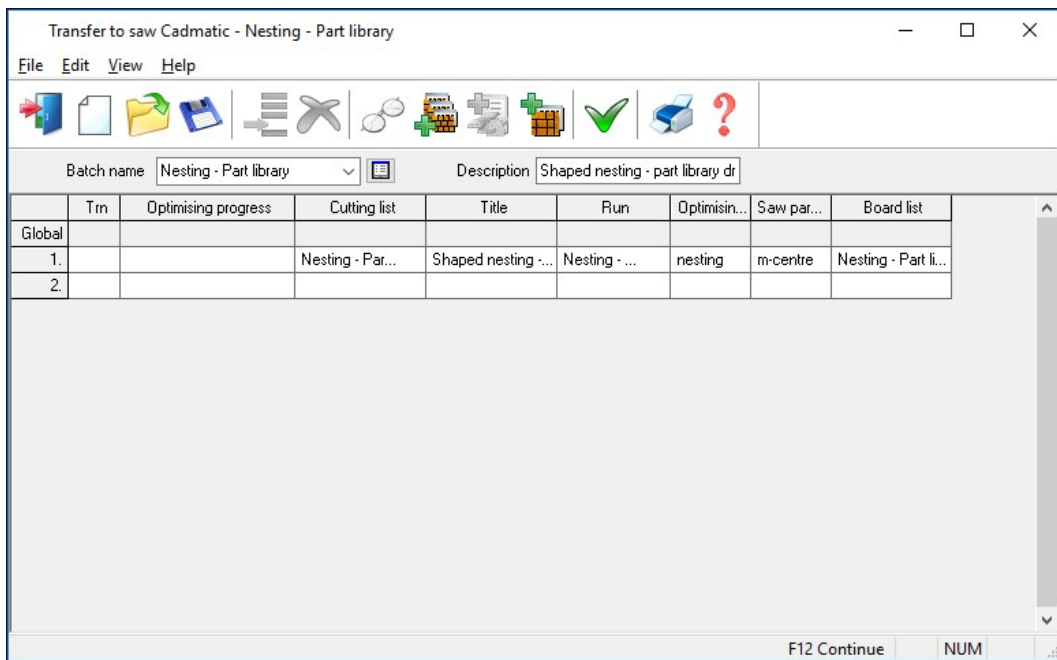 Transfer to saw Cadmatic - Nesting - Part library
File Edit View Help
?
Batch name Nesting - Part library Description Shaped nesting - part library dr
Trn Optimising progress Cutting list Title Run Optimisin... Saw par... Board list
Global
1. Nesting - Par... Shaped nesting -... Nesting - ... nesting m-centre Nesting - Part li...
2.
F12 Continue NUM